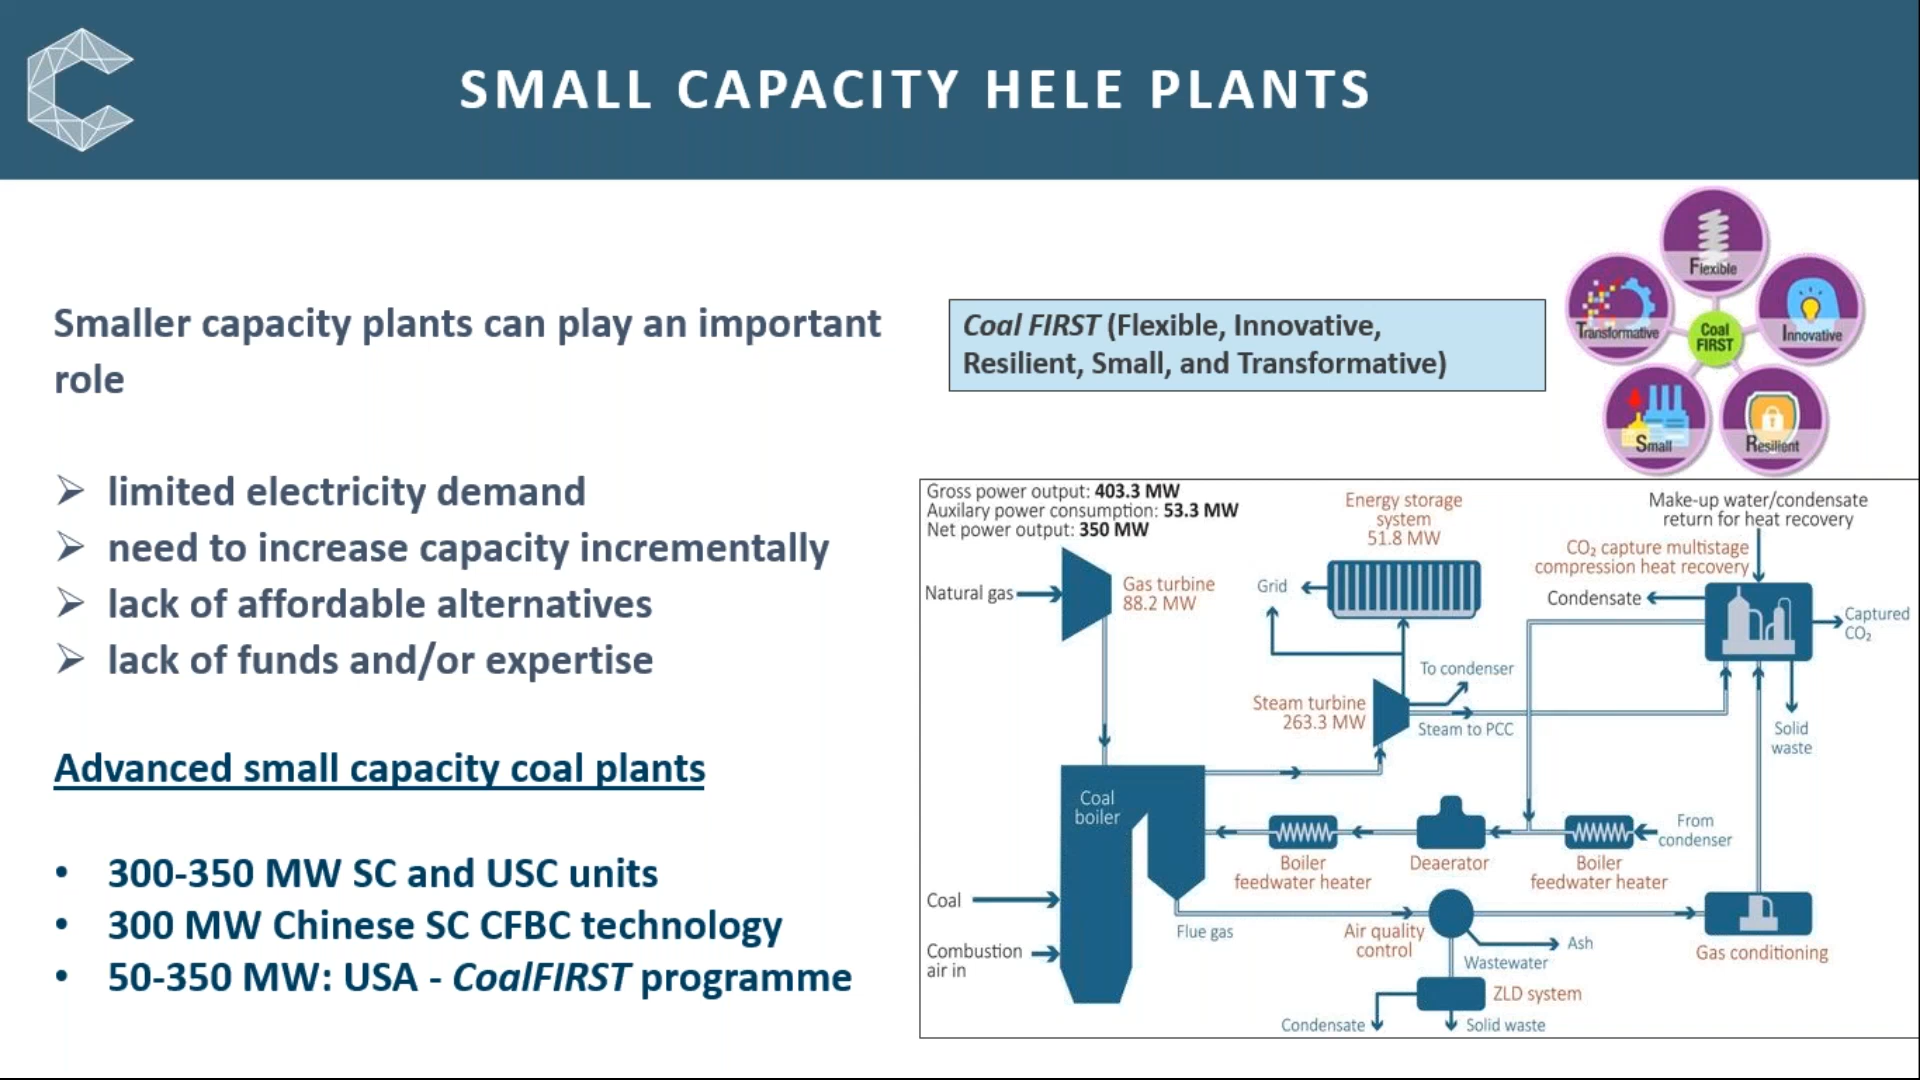 SMALL CAPACITY HELE PLANTS
Smaller capacity plants can play an important
role
limited electricity demand
need to increase capacity incrementally
lack of affordable alternatives
lack of funds and/or expertise
Advanced small capacity coal plants
300-350 MW SC and USC units
300 MW Chinese SC CFBC technology
50-350 MW: USA - CoalFIRST programme
Coal FIRST (Flexible, Innovative,
Resilient, Small, and Transformative)
Flexible
Transformative
Coal
FIRST
Innovative
Small
Resilient
Gross power output: 403.3 MW
Auxilary power consumption: 53.3 MW
Net power output: 350 MW
Energy storage
system
51.8 MW
Make-up water/condensate
return for heat recovery
CO₂ capture multistage
compression heat recovery
Natural gas
Gas turbine
88.2 MW
Grid
Condensate
Captured
CO₂
To condenser
Steam turbine
263.3 MW
Steam to PCC
Solid
waste
Coal
boiler
From
condenser
Boiler
feedwater heater
Deaerator
Boiler
feedwater heater
Coal
Flue gas
Air quality
control
Ash
Wastewater
Gas conditioning
Combustion
air in
ZLD system
Condensate
Solid waste